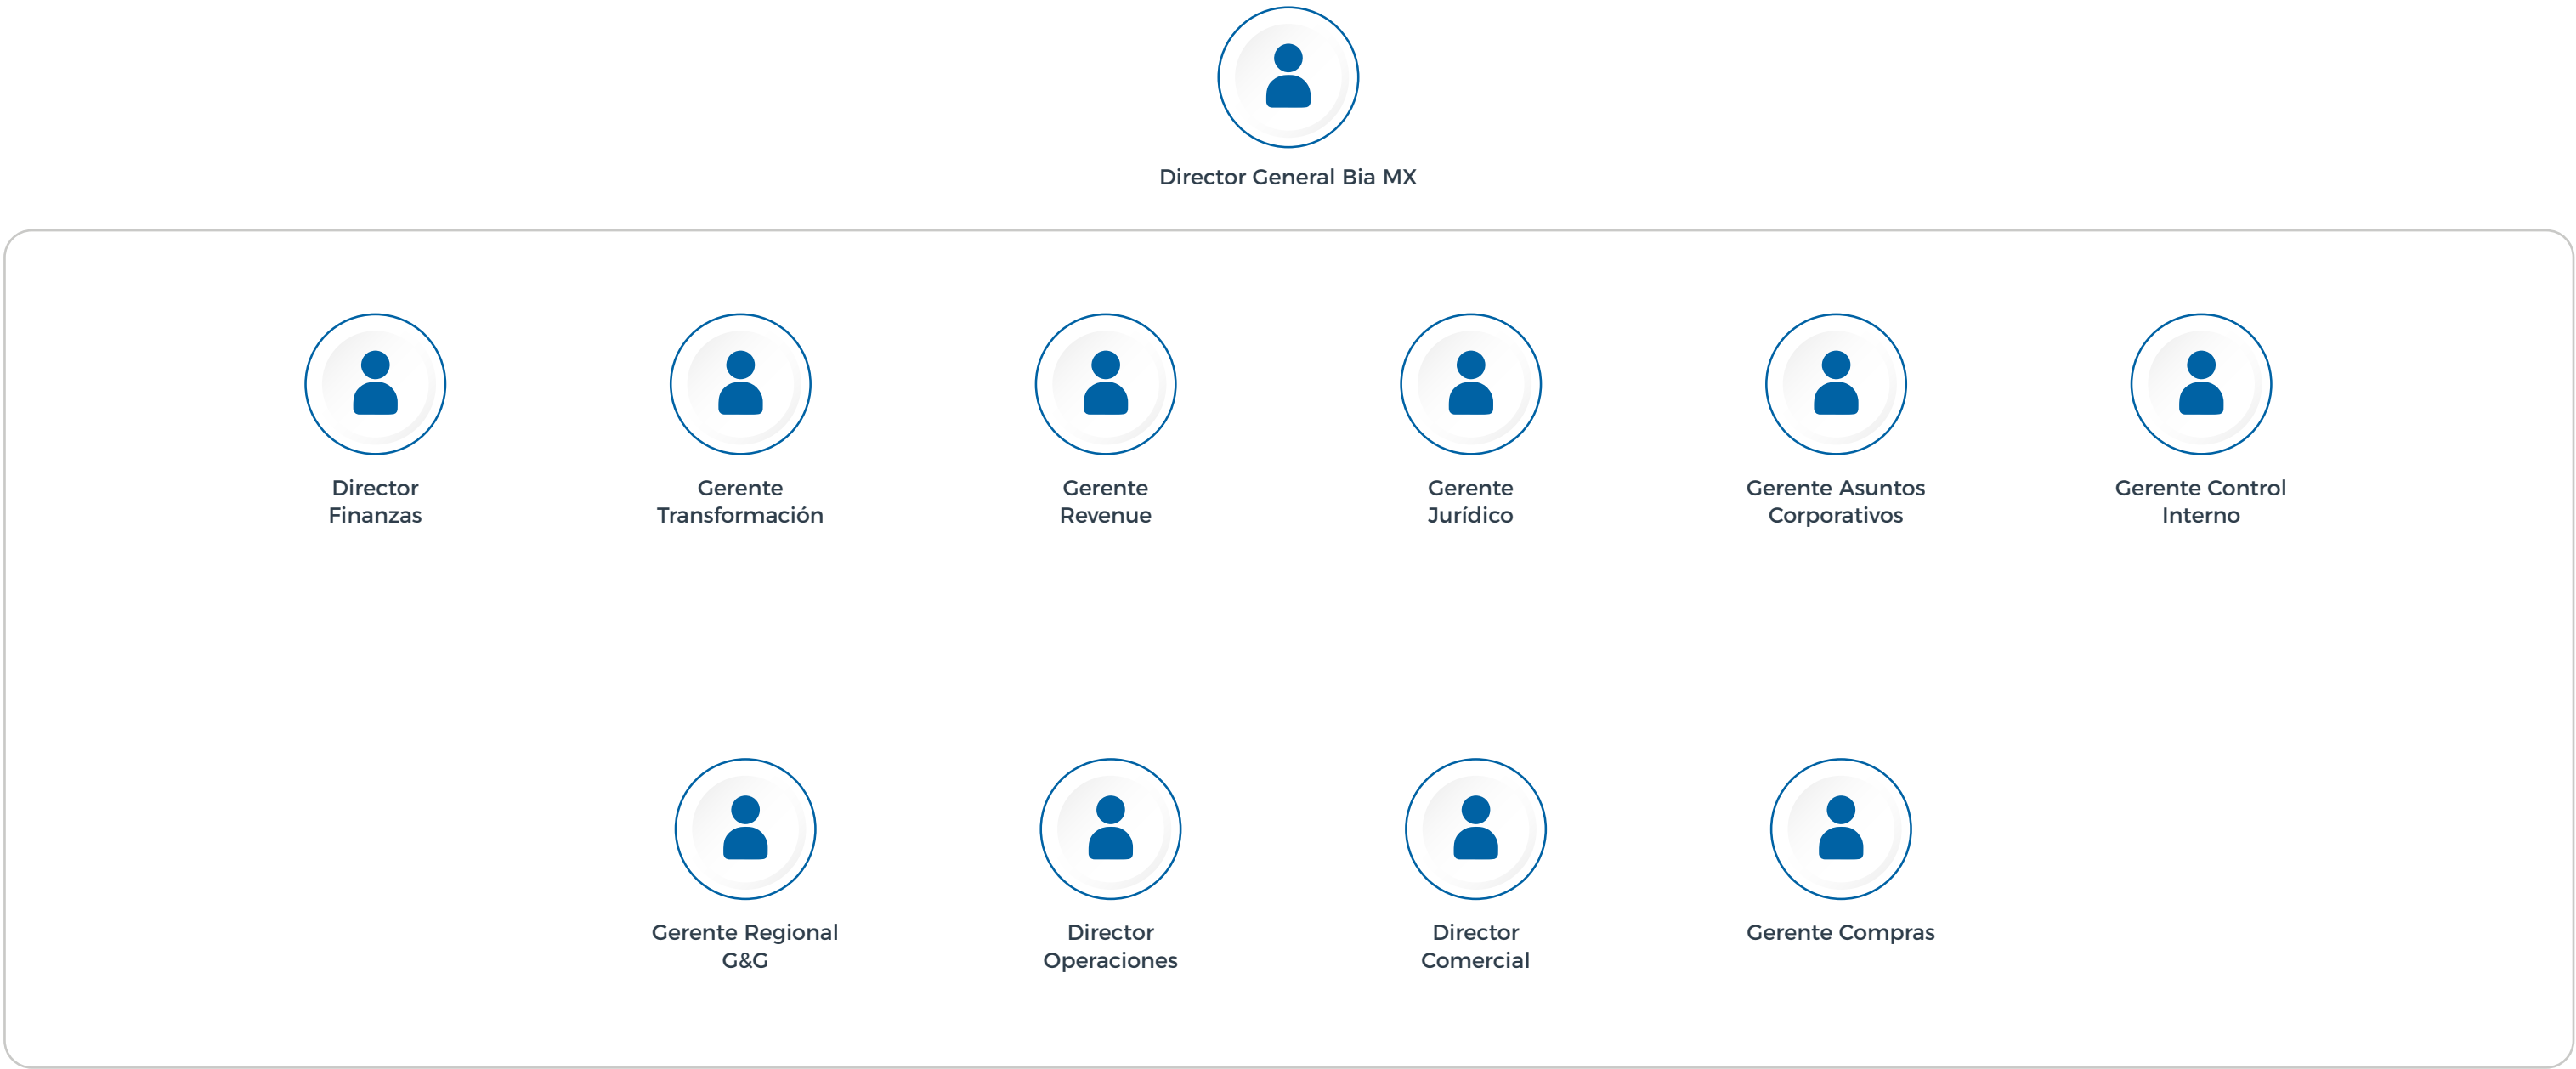 Director General Bia MX
Director
Finanzas
Gerente
Transformación
Gerente
Revenue
Gerente
Jurídico
Gerente Asuntos
Corporativos
Gerente Control
Interno
Gerente Regional
G&G
Director
Operaciones
Director
Comercial
Gerente Compras